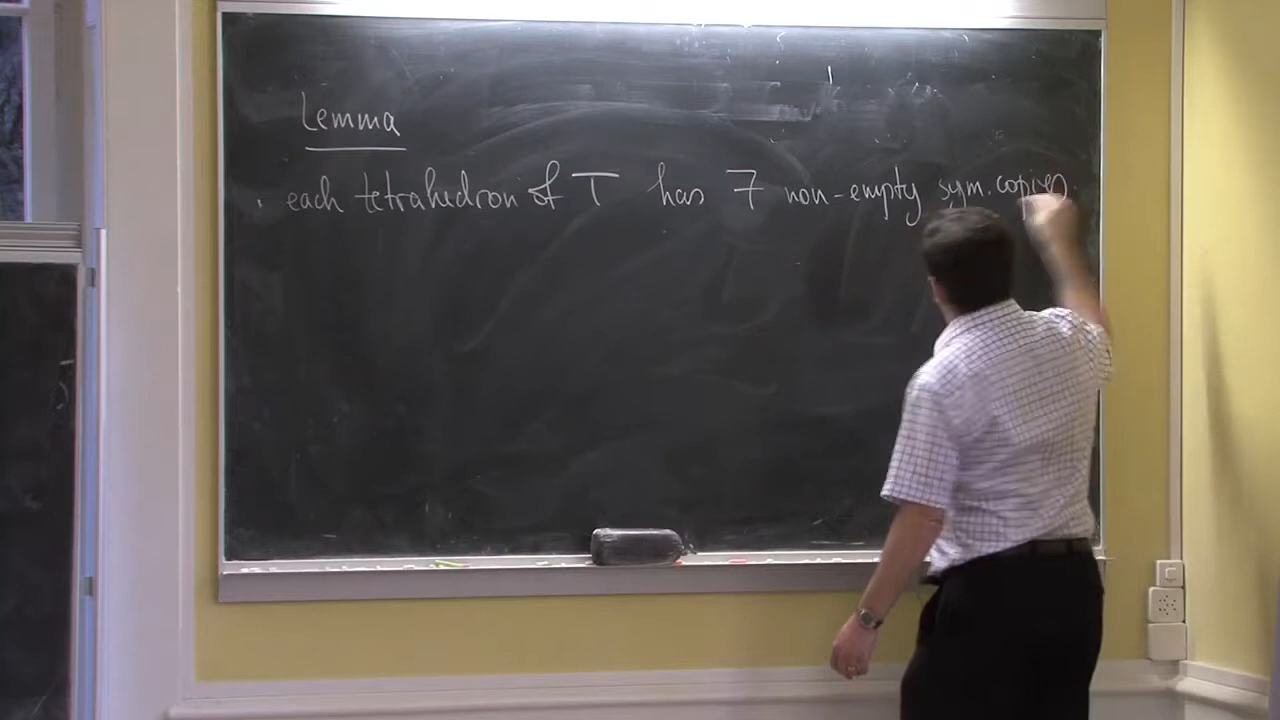 Lemma
. each tetrahedron of T has 7 non-empty sym. copies